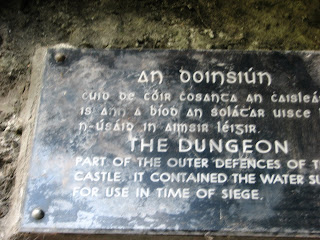 An Doinsiún
Cuid de cóir cosanta an caisleá
is ann a bíod an solátar uisce
n-úsáid in aimsir léigir.
THE DUNGEON
PART OF THE OUTER DEFENCES OF T
CASTLE. IT CONTAINED THE WATER SU
FOR USE IN TIME OF SIEGE.